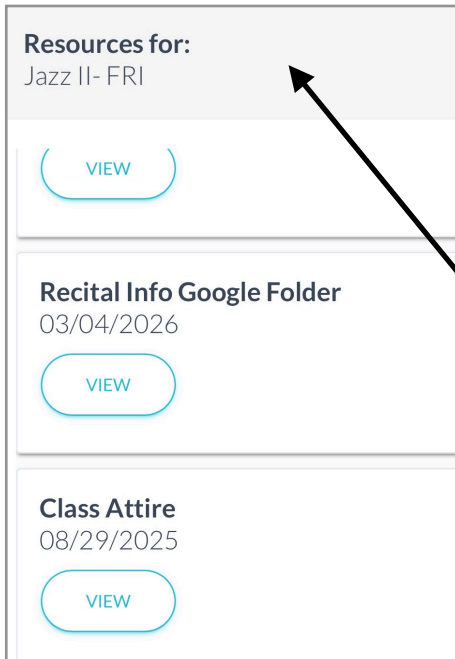 Resources for:
Jazz II- FRI
VIEW
Recital Info Google Folder
03/04/2026
VIEW
Class Attire
08/29/2025
VIEW